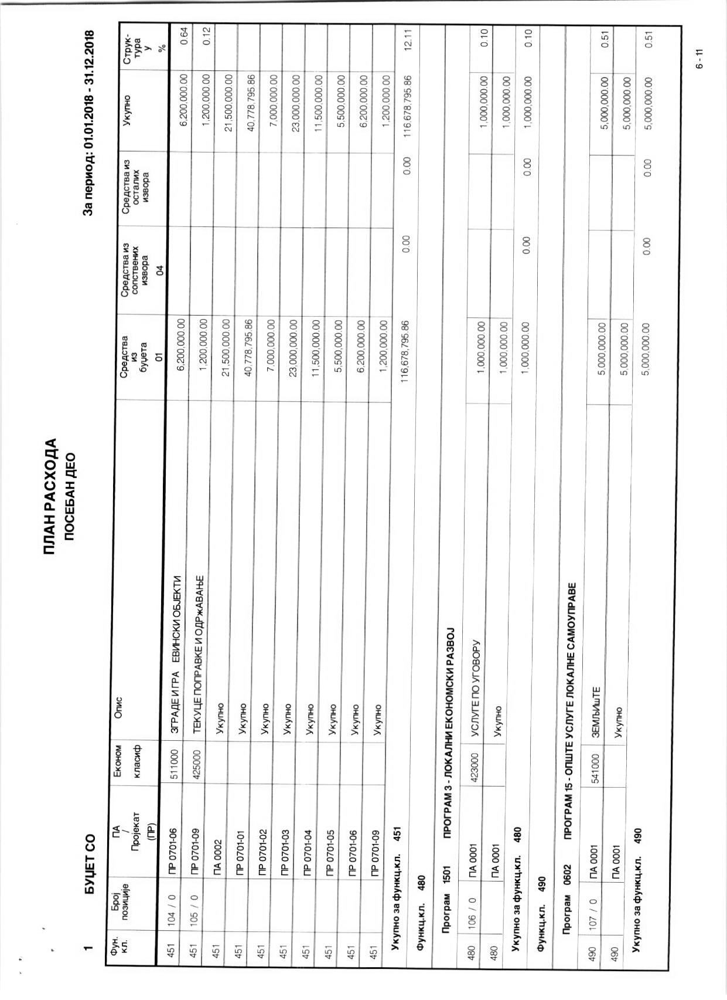 ПЛАН РАСХОДА
ПОСЕБАН ДЕО
1 БУЏЕТ СО За период: 01.01.2018 - 31.12.2018
Фун. кл. Број позиције ПА / Пројекат (ПР) Економ класиф Опис Средства из буџета 01 Средства из сопствених извора 04 Средства из осталих извора Укупно Струк- тура у %
451 104 / 0 ПР 0701-06 511000 ЗГРАДЕ И ГРА ЕВИНСКИ ОБЈЕКТИ 6,200,000.00 6,200,000.00 0.64
451 105 / 0 ПР 0701-09 425000 ТЕКУЦЕ ПОПРАВКЕ И ОДРжАВАЊЕ 1,200,000.00 1,200,000.00 0.12
451 ПА 0002 Укупно 21,500,000.00 21,500,000.00
451 ПР 0701-01 Укупно 40,778,795.86 40,778,795.86
451 ПР 0701-02 Укупно 7,000,000.00 7,000,000.00
451 ПР 0701-03 Укупно 23,000,000.00 23,000,000.00
451 ПР 0701-04 Укупно 11,500,000.00 11,500,000.00
451 ПР 0701-05 Укупно 5,500,000.00 5,500,000.00
451 ПР 0701-06 Укупно 6,200,000.00 6,200,000.00
451 ПР 0701-09 Укупно 1,200,000.00 1,200,000.00
Укупно за функц.кл. 451 116,678,795.86 0.00 0.00 116,678,795.86 12.11
Функц.кл. 480
Програм 1501 ПРОГРАМ 3 - ЛОКАЛНИ ЕКОНОМСКИ РАЗВОЈ
480 106 / 0 ПА 0001 423000 УСЛУГЕ ПО УГОВОРУ 1,000,000.00 1,000,000.00 0.10
480 ПА 0001 Укупно 1,000,000.00 1,000,000.00
Укупно за функц.кл. 480 1,000,000.00 0.00 0.00 1,000,000.00 0.10
Функц.кл. 490
Програм 0602 ПРОГРАМ 15 - ОПШТЕ УСЛУГЕ ЛОКАЛНЕ САМОУПРАВЕ
490 107 / 0 ПА 0001 541000 ЗЕМЉИшТЕ 5,000,000.00 5,000,000.00 0.51
490 ПА 0001 Укупно 5,000,000.00 5,000,000.00
Укупно за функц.кл. 490 5,000,000.00 0.00 0.00 5,000,000.00 0.51
6 - 11